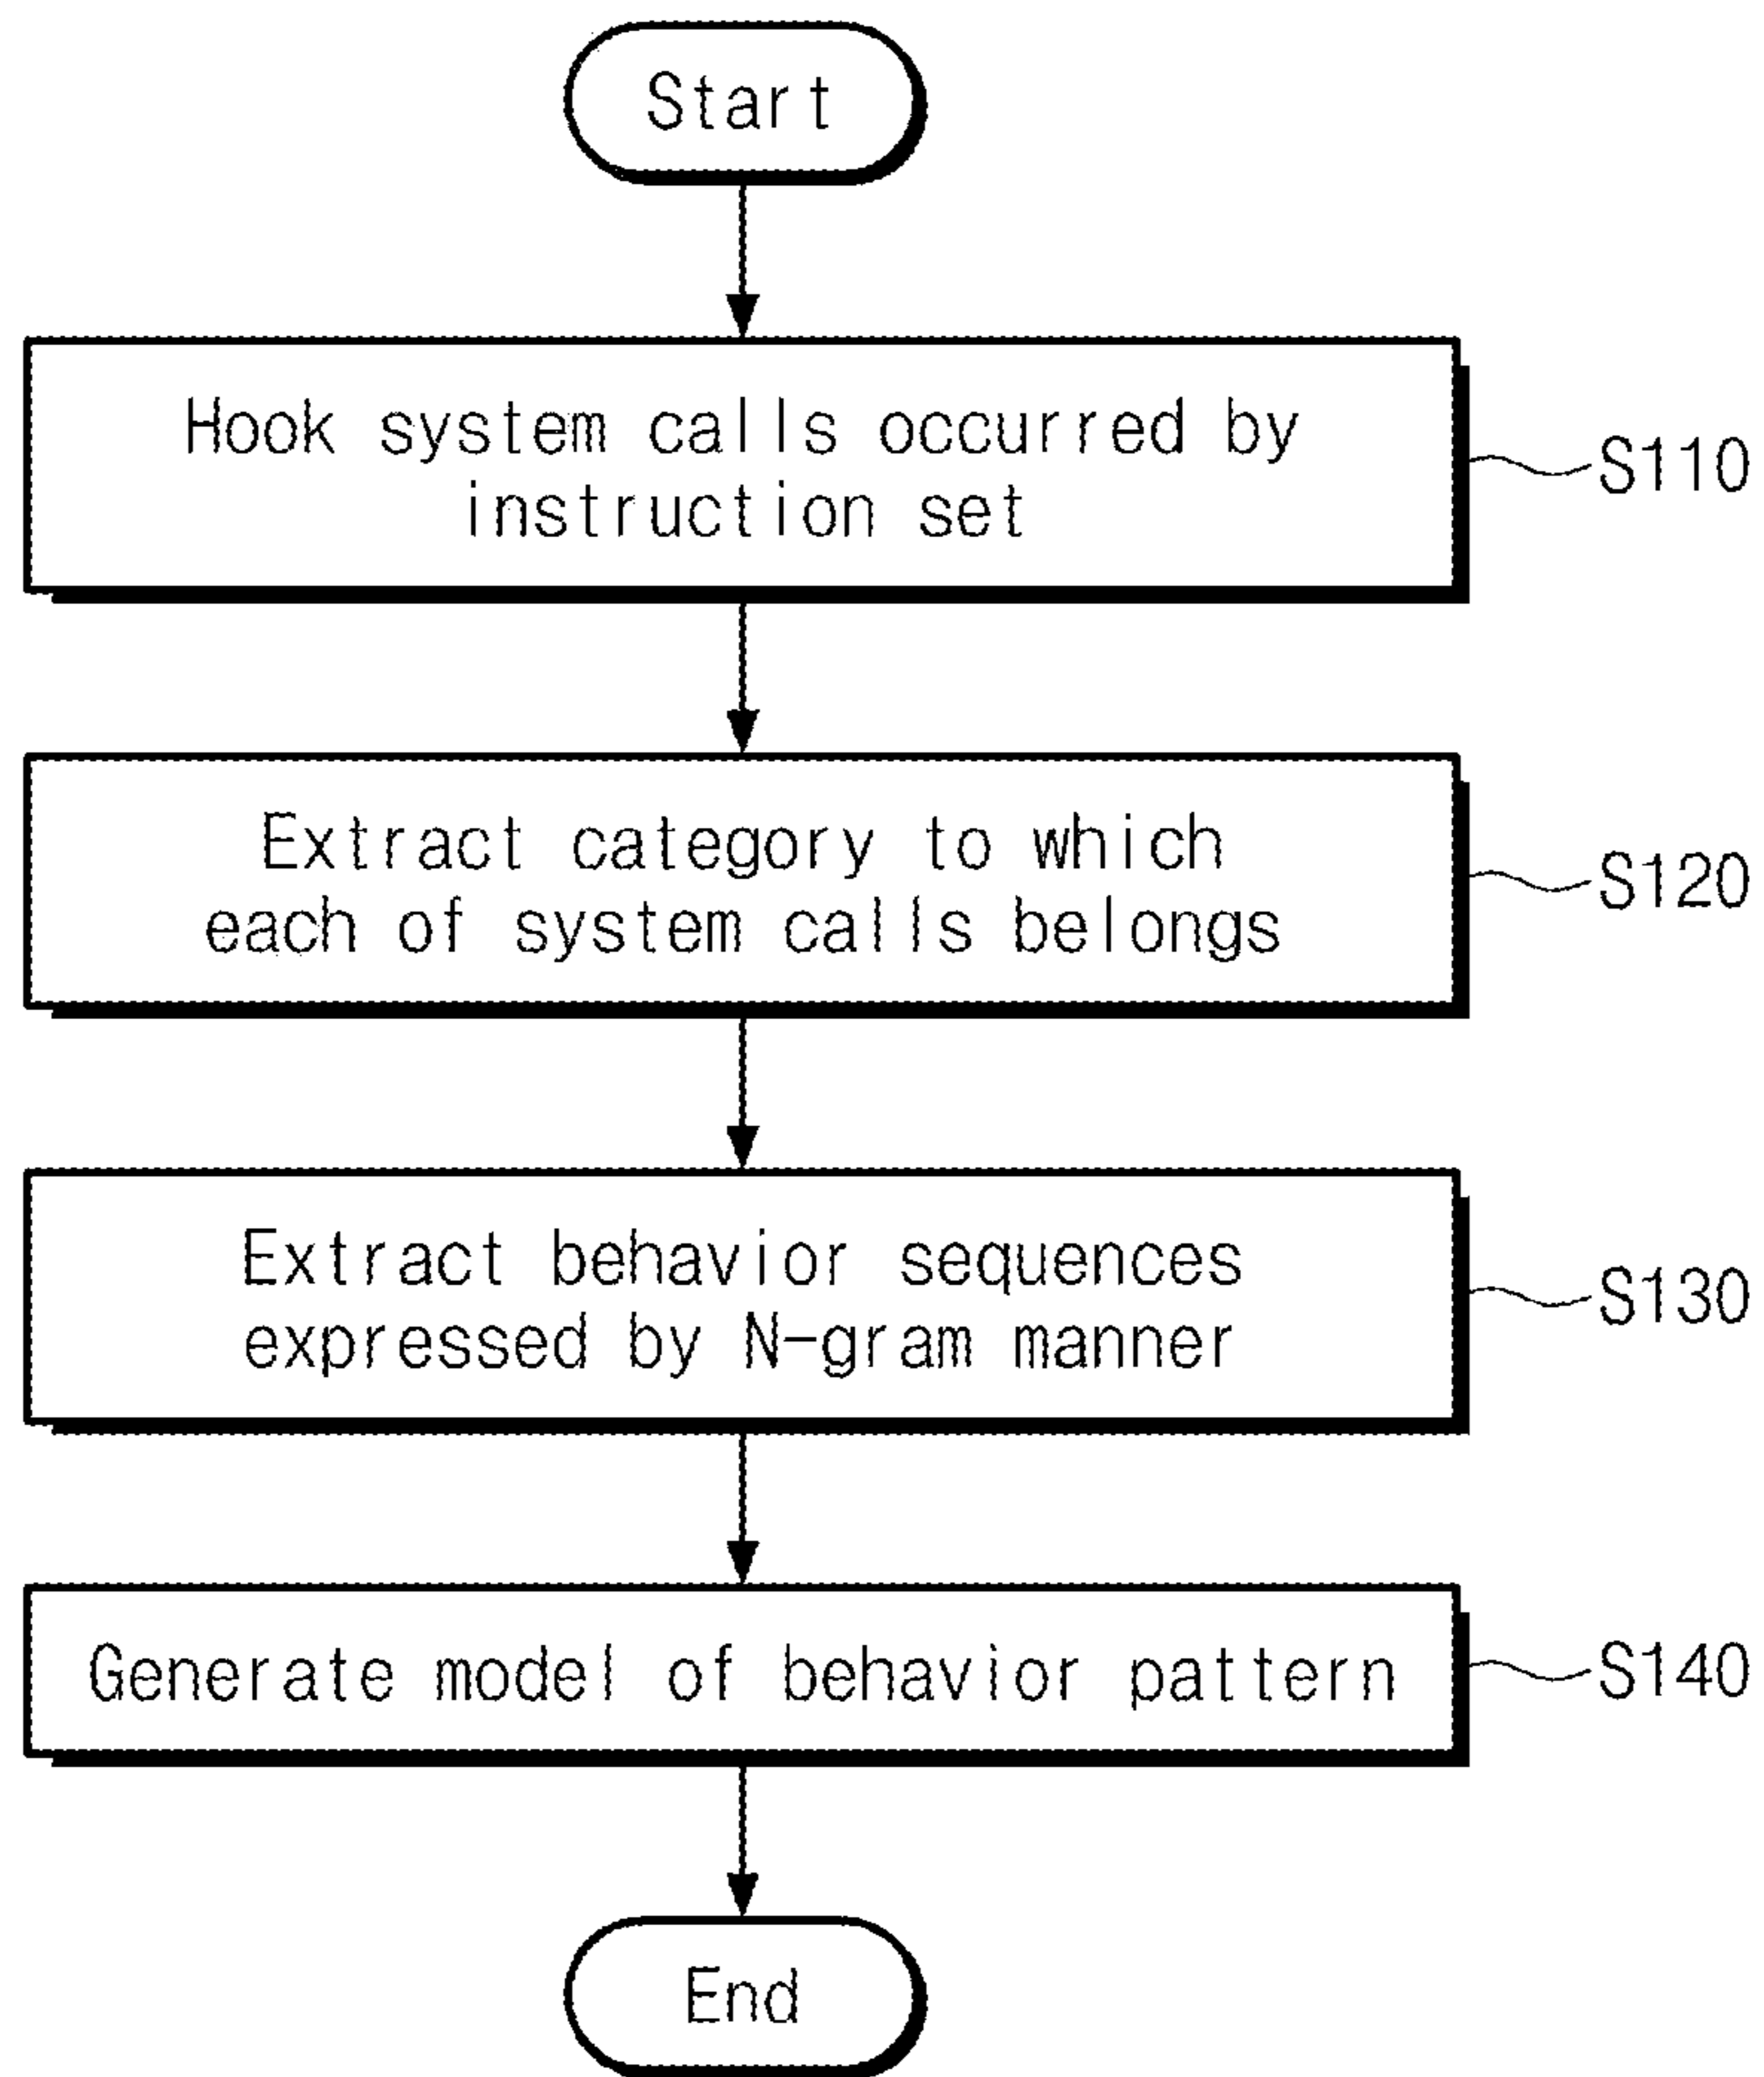 Start
Hook system calls occurred by
instruction set
S110
Extract category to which
each of system calls belongs
S120
Extract behavior sequences
expressed by N-gram manner
S130
Generate model of behavior pattern
S140
End